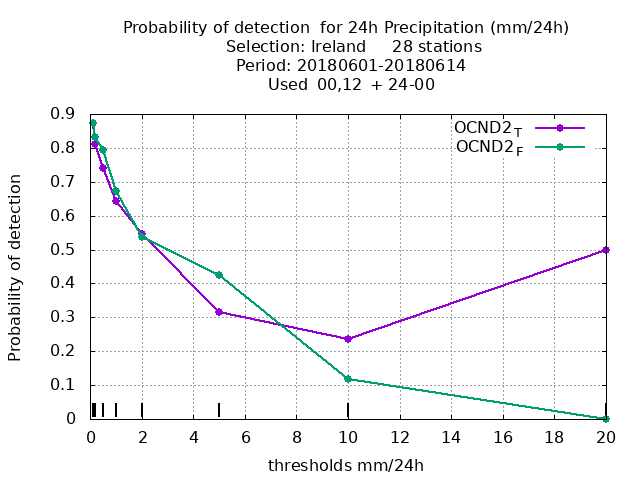 Probability of detection  for 24h Precipitation (mm/24h)
Selection: Ireland     28 stations
Period: 20180601-20180614
Used  00,12  + 24-00
OCND2T
OCND2F
Probability of detection
0.9
0.8
0.7
0.6
0.5
0.4
0.3
0.2
0.1
0
0 2 4 6 8 10 12 14 16 18 20
thresholds mm/24h